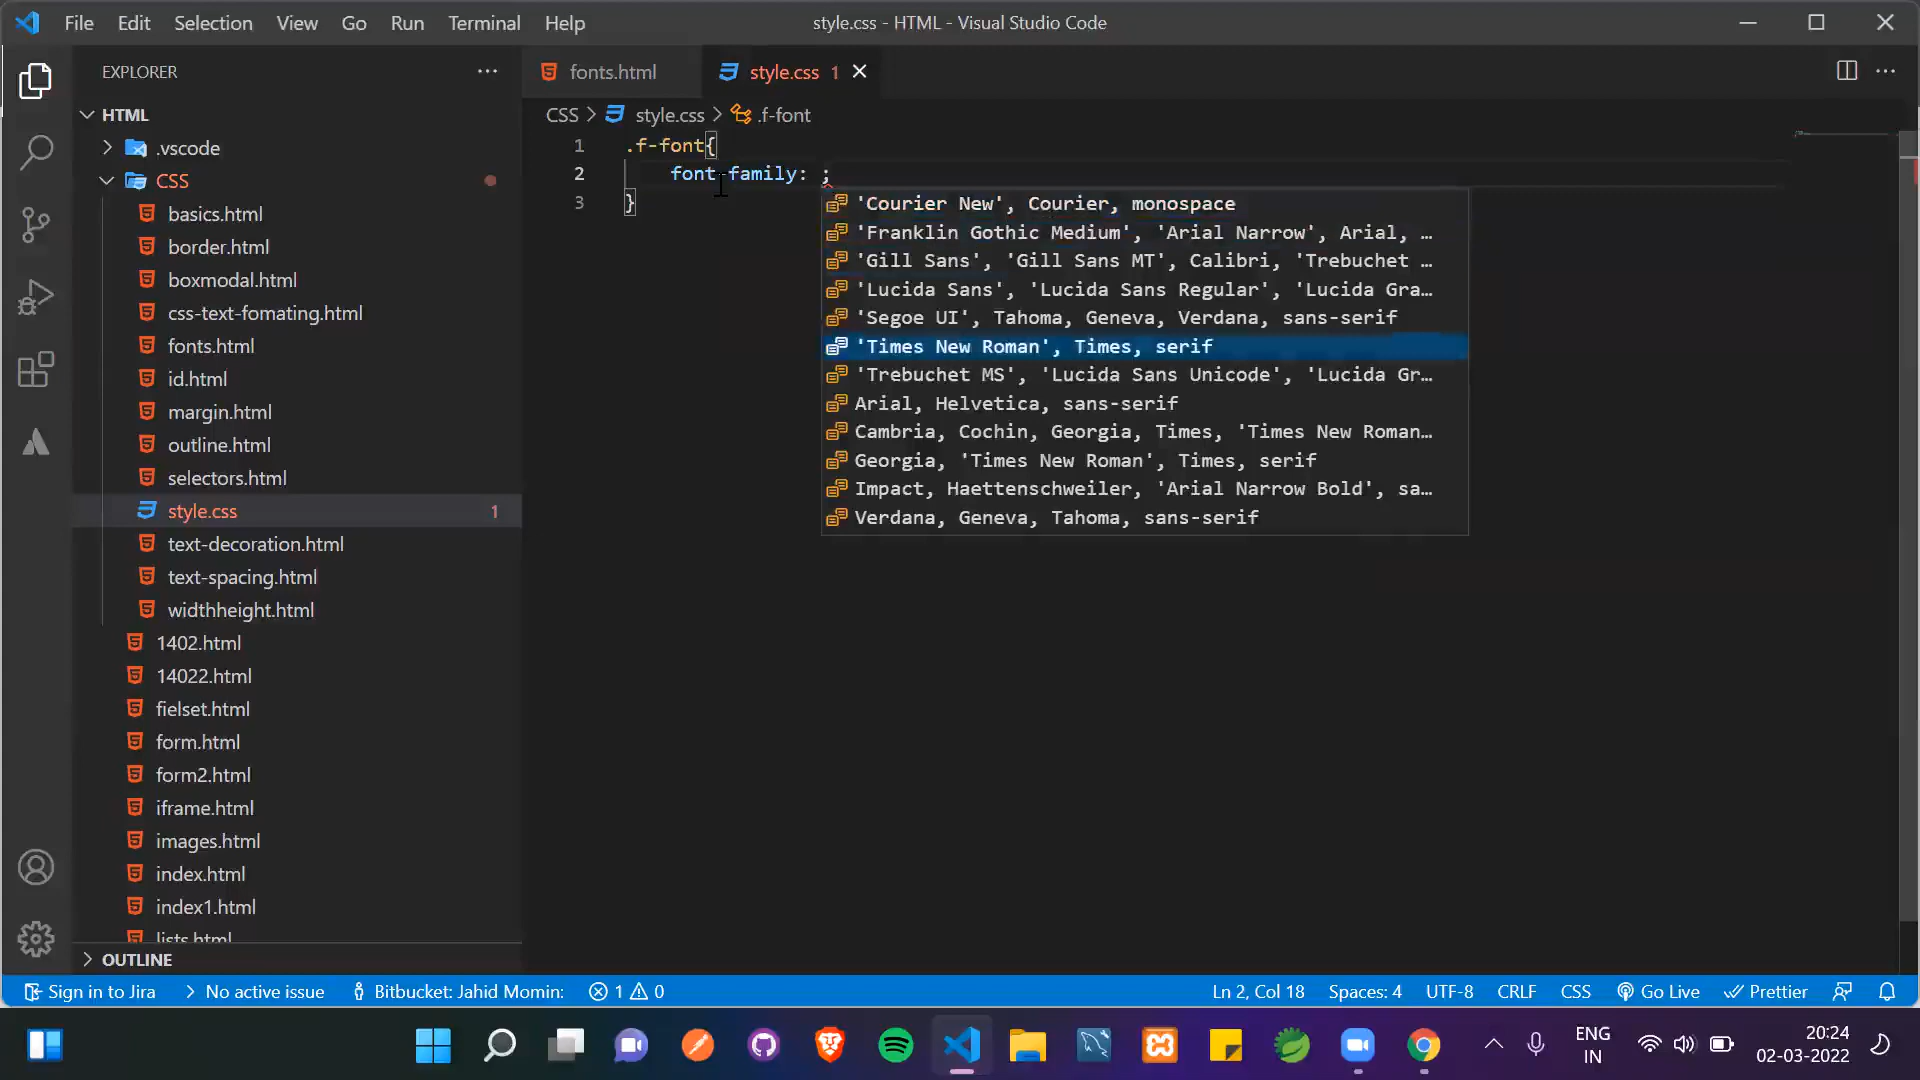 File Edit Selection View Go Run Terminal Help
style.css - HTML - Visual Studio Code
EXPLORER
HTML
.vscode
CSS
basics.html
border.html
boxmodal.html
css-text-fomating.html
fonts.html
id.html
margin.html
outline.html
selectors.html
style.css 1
text-decoration.html
text-spacing.html
widthheight.html
1402.html
14022.html
fielset.html
form.html
form2.html
iframe.html
images.html
index.html
index1.html
lists.html
OUTLINE
fonts.html
style.css 1
CSS > style.css > .f-font
1 .f-font{
2 font-family: ;
3 }
'Courier New', Courier, monospace
'Franklin Gothic Medium', 'Arial Narrow', Arial, …
'Gill Sans', 'Gill Sans MT', Calibri, 'Trebuchet …
'Lucida Sans', 'Lucida Sans Regular', 'Lucida Gra…
'Segoe UI', Tahoma, Geneva, Verdana, sans-serif
'Times New Roman', Times, serif
'Trebuchet MS', 'Lucida Sans Unicode', 'Lucida Gr…
Arial, Helvetica, sans-serif
Cambria, Cochin, Georgia, Times, 'Times New Roman…
Georgia, 'Times New Roman', Times, serif
Impact, Haettenschweiler, 'Arial Narrow Bold', sa…
Verdana, Geneva, Tahoma, sans-serif
Sign in to Jira No active issue Bitbucket: Jahid Momin: 1 0
Ln 2, Col 18 Spaces: 4 UTF-8 CRLF CSS Go Live Prettier
ENG
IN
20:24
02-03-2022